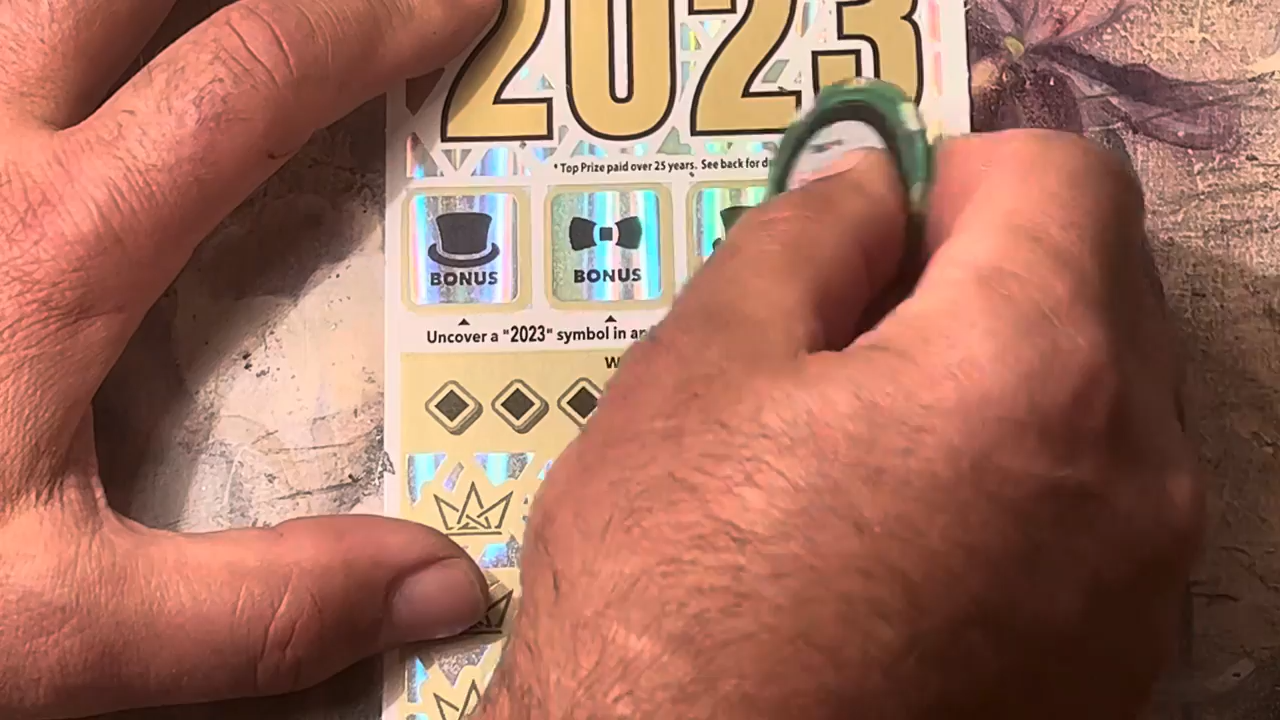 2023
* Top Prize paid over 25 years. See back for
BONUS BONUS
Uncover a "2023" symbol in